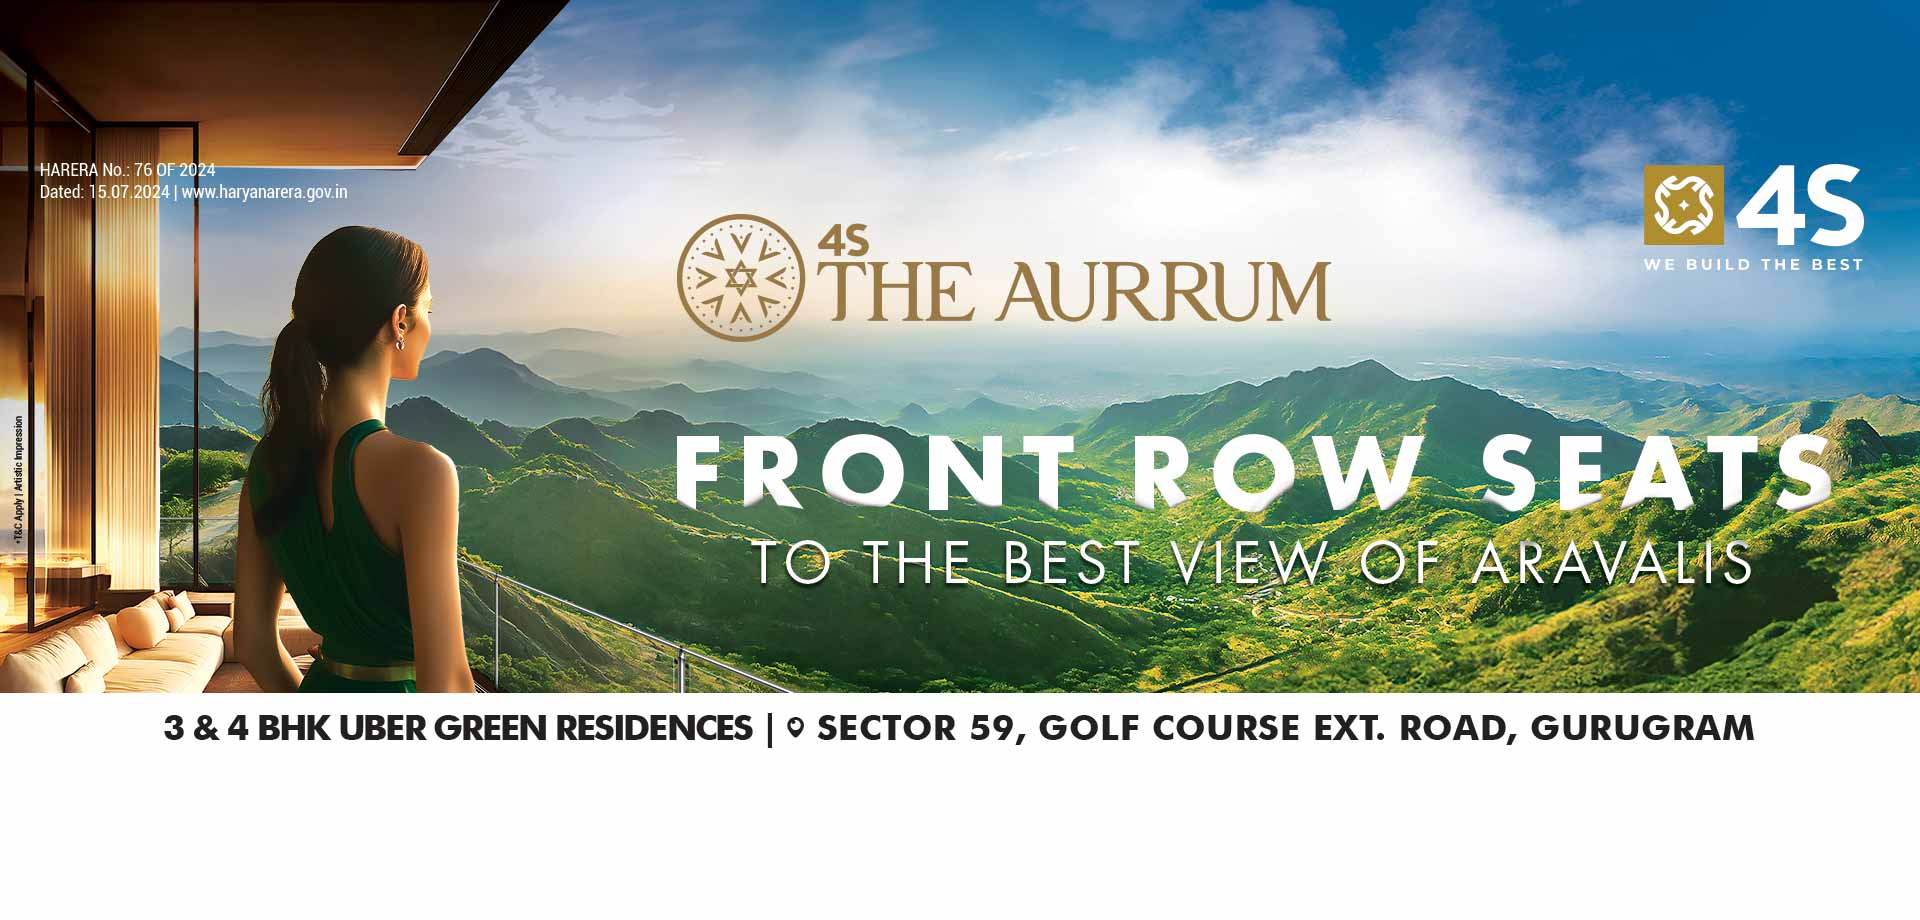 HARERA No.: 76 OF 2024
Dated: 15.07.2024 | www.haryanarera.gov.in
4S
WE BUILD THE BEST
4S
THE AURRUM
FRONT ROW SEATS
TO THE BEST VIEW OF ARAVALIS
*T&C Apply | Artistic Impression
3 & 4 BHK UBER GREEN RESIDENCES | SECTOR 59, GOLF COURSE EXT. ROAD, GURUGRAM